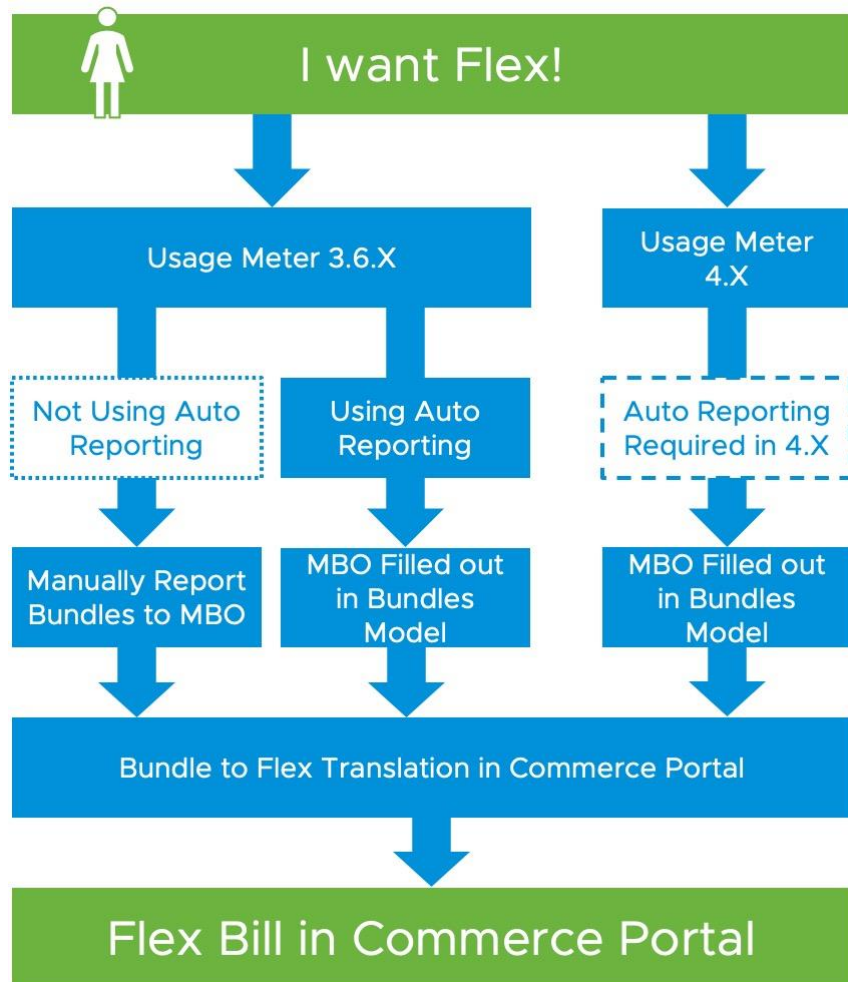 I want Flex!
Usage Meter 3.6.X
Usage Meter
4.X
Not Using Auto
Reporting
Using Auto
Reporting
Auto Reporting
Required in 4.X
Manually Report
Bundles to MBO
MBO Filled out
in Bundles
Model
MBO Filled out
in Bundles
Model
Bundle to Flex Translation in Commerce Portal
Flex Bill in Commerce Portal